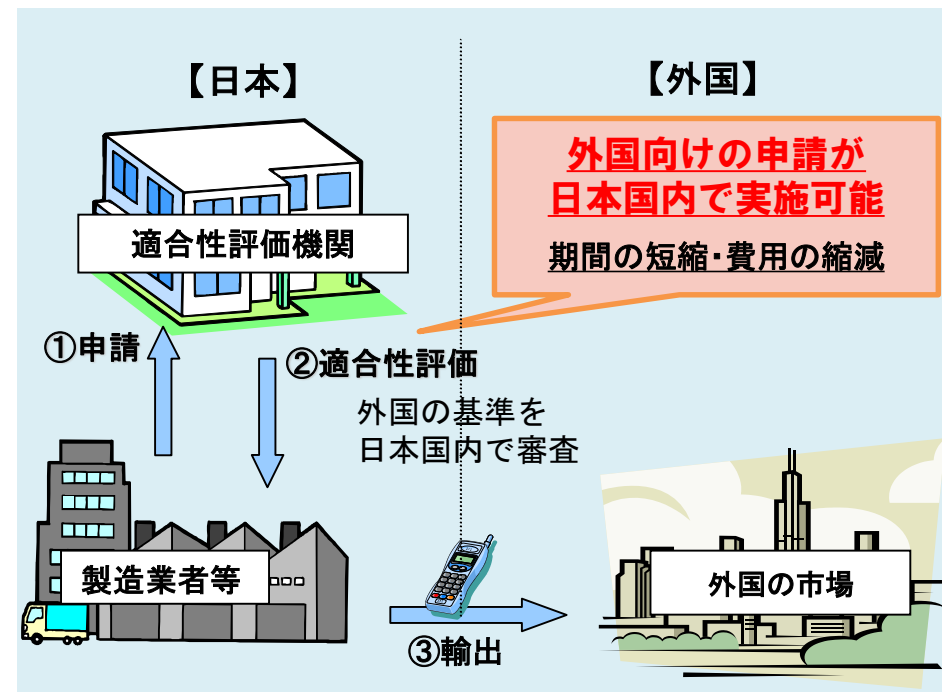 【日本】
【外国】
外国向けの申請が
日本国内で実施可能
期間の短縮・費用の縮減
適合性評価機関
①申請
②適合性評価
外国の基準を
日本国内で審査
製造業者等
外国の市場
③輸出